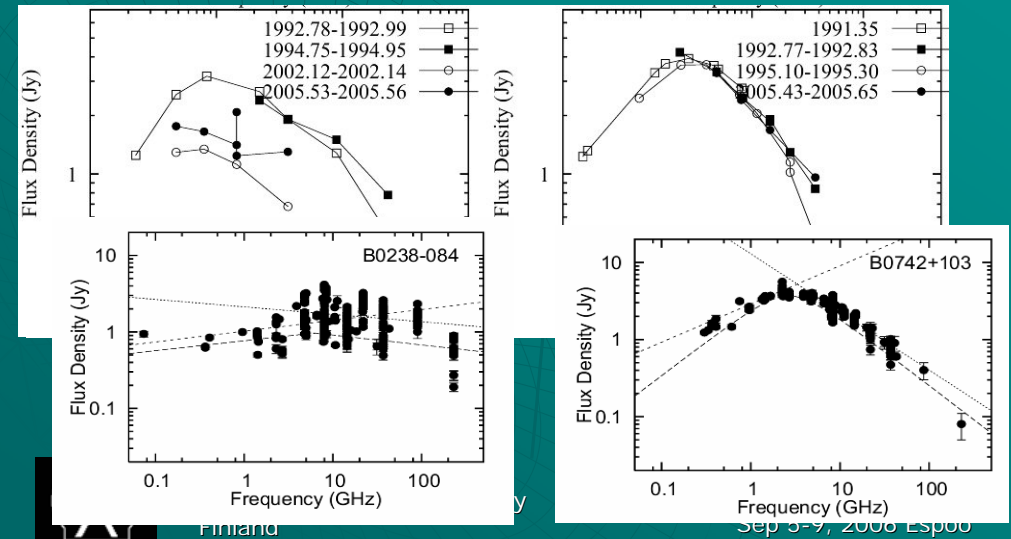 1992.78-1992.99
1994.75-1994.95
2002.12-2002.14
2005.53-2005.56
Flux Density (Jy)
1
1991.35
1992.77-1992.83
1995.10-1995.30
2005.43-2005.65
Flux Density (Jy)
1
B0238-084
Flux Density (Jy)
10
1
0.1
0.1
1
10
100
Frequency (GHz)
B0742+103
Flux Density (Jy)
10
1
0.1
0.1
1
10
100
Frequency (GHz)
Finland
y
Sep 5-9, 2008 Espoo